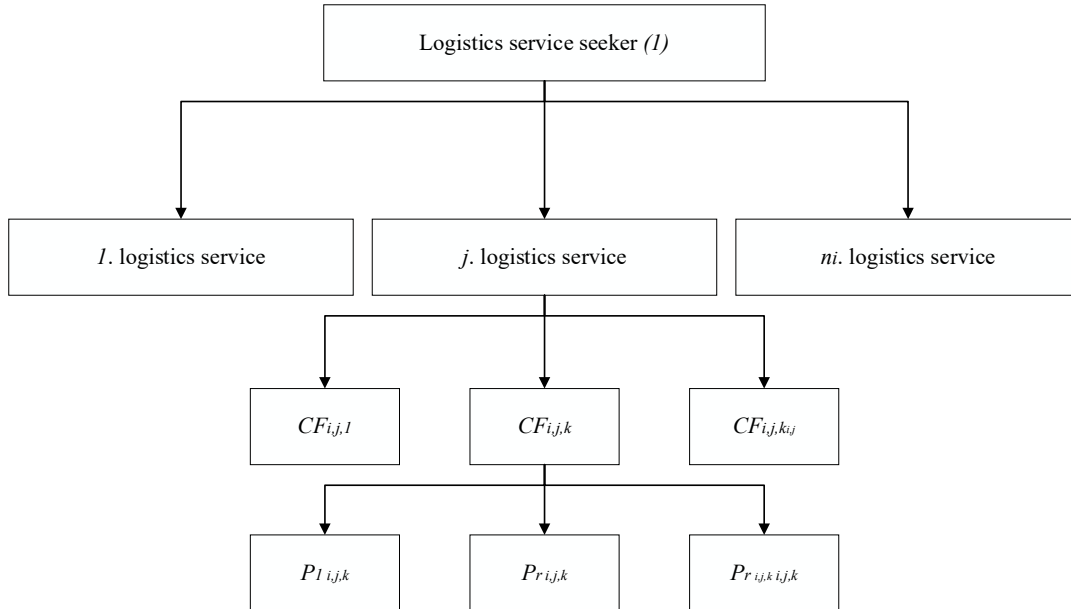 Logistics service seeker (1)
1. logistics service
j. logistics service
ni. logistics service
CFi,j,1
CFi,j,k
CFi,j,ki,j
P1 i,j,k
Pr i,j,k
Pr i,j,k i,j,k